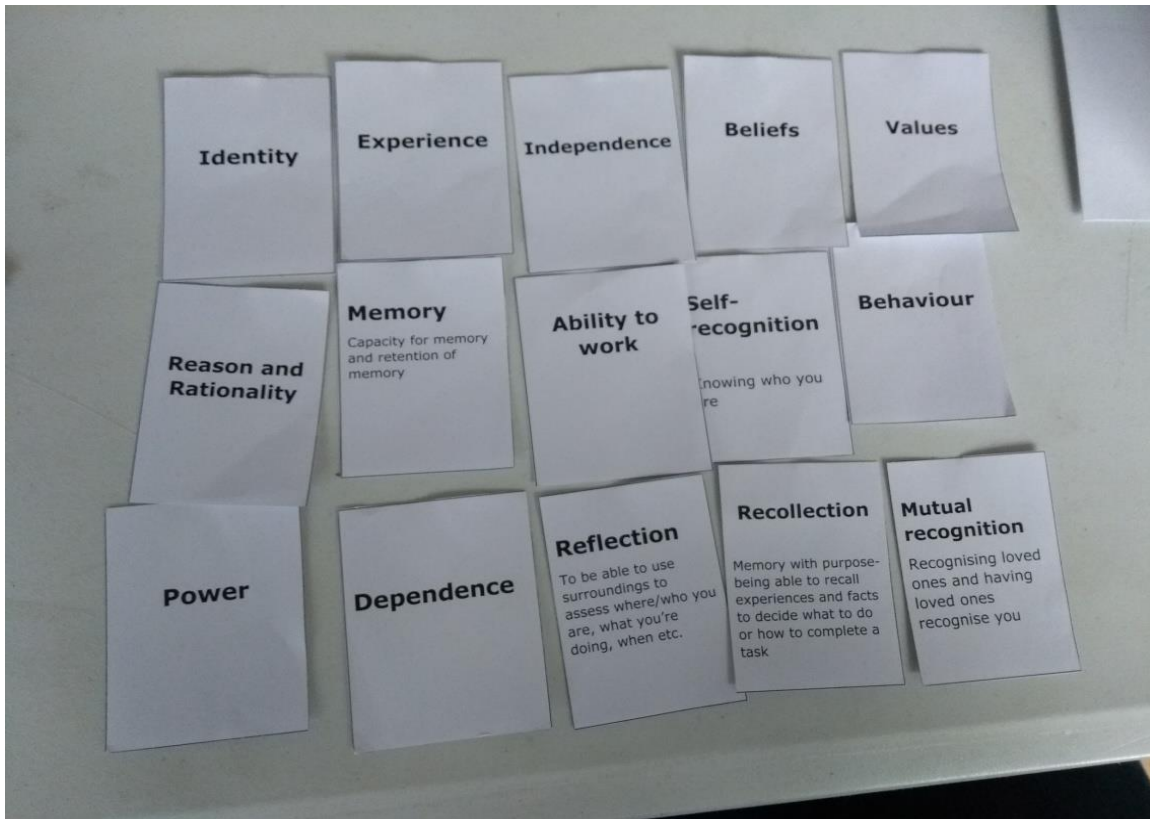 Identity
Experience
Independence
Beliefs
Values
Reason and
Rationality
Memory
Capacity for memory
and retention of
memory
Ability to
work
Self-
recognition
nowing who you
re
Behaviour
Power
Dependence
Reflection
To be able to use
surroundings to
assess where/who you
are, what you're
doing, when etc.
Recollection
Memory with purpose-
being able to recall
experiences and facts
to decide what to do
or how to complete a
task
Mutual
recognition
Recognising loved
ones and having
loved ones
recognise you